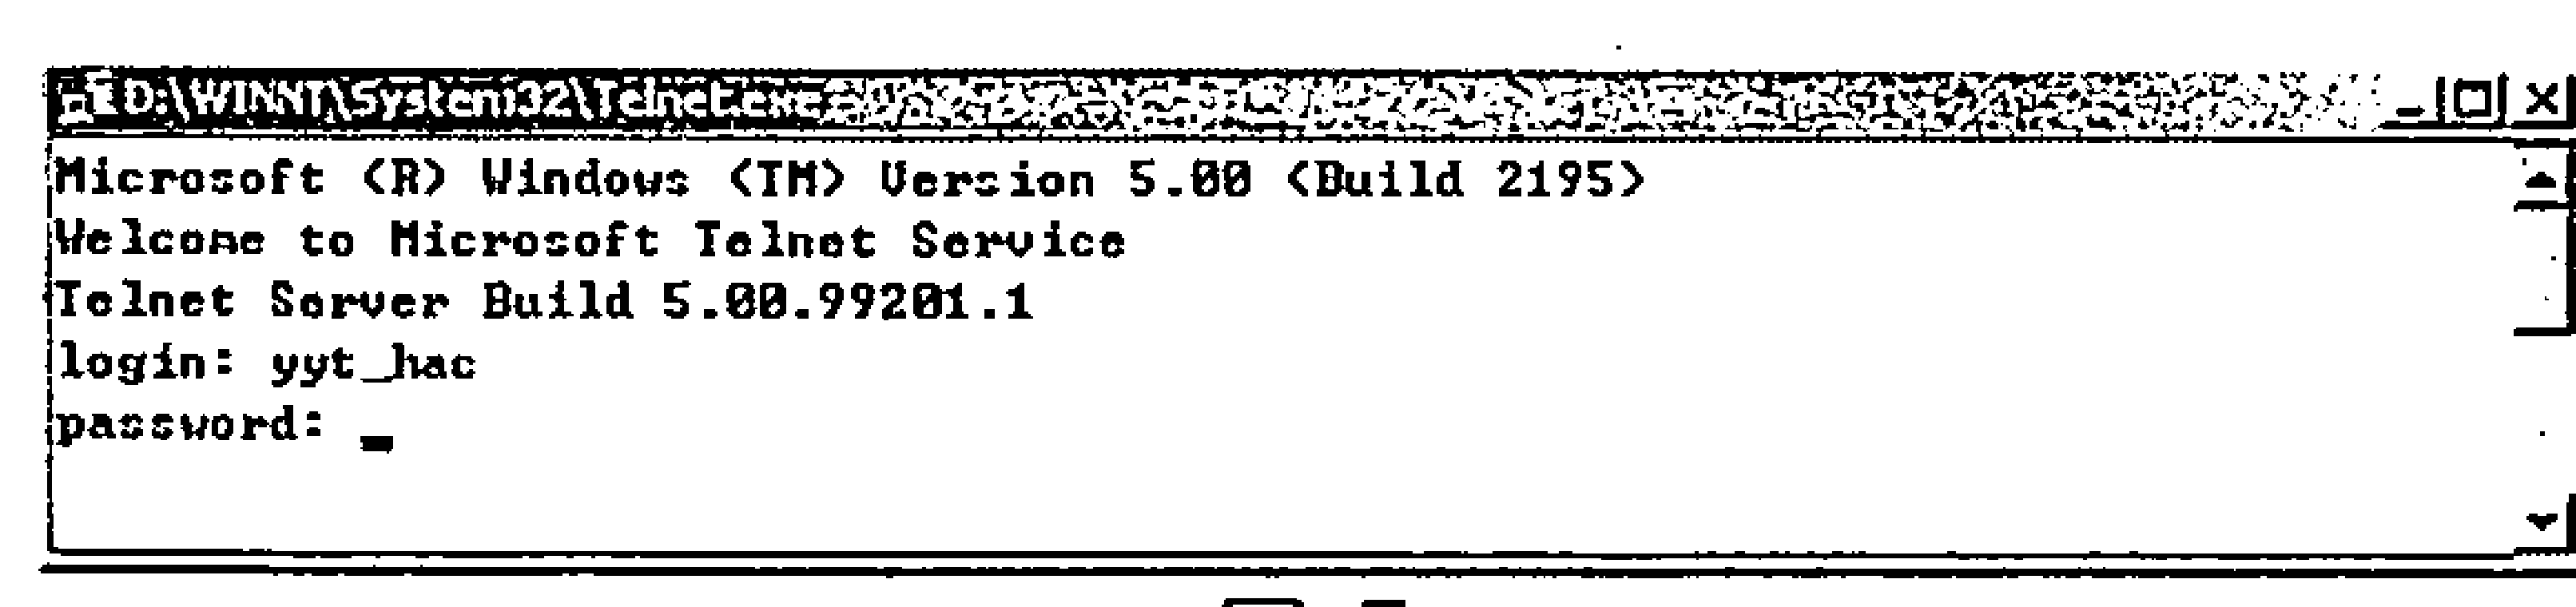 D:\WINNT\System32\Telnet.exe
Microsoft (R) Windows (TM) Version 5.00 (Build 2195)
Welcome to Microsoft Telnet Service
Telnet Server Build 5.00.99201.1
login: yyt_hac
password: _